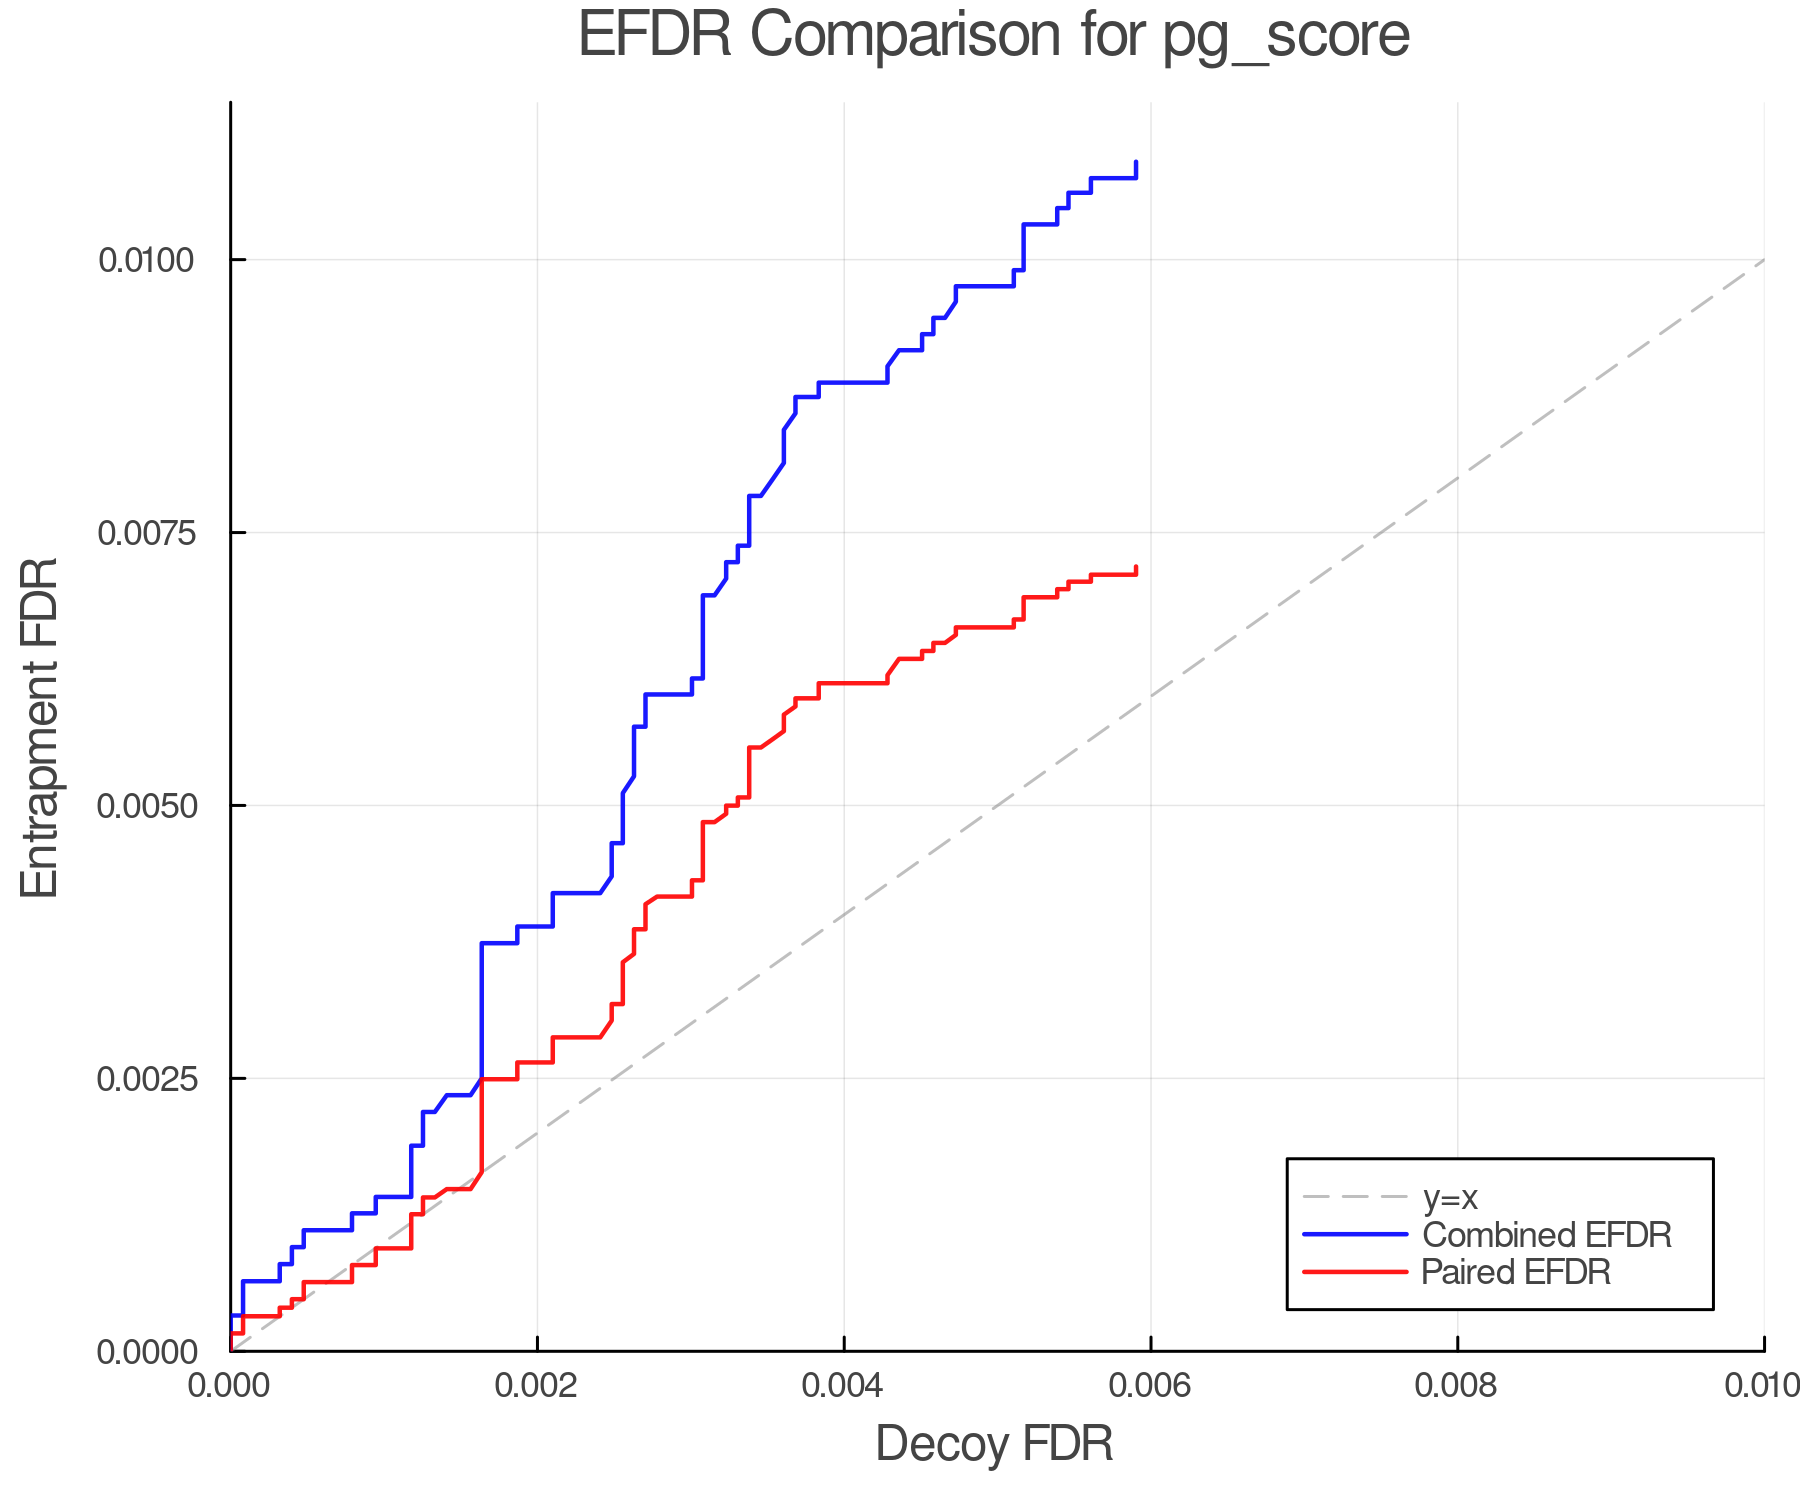 EFDR Comparison for pg_score
Entrapment FDR
0.0100
0.0075
0.0050
0.0025
0.0000
0.000
0.002
0.004
0.006
0.008
0.010
Decoy FDR
y=x
Combined EFDR
Paired EFDR